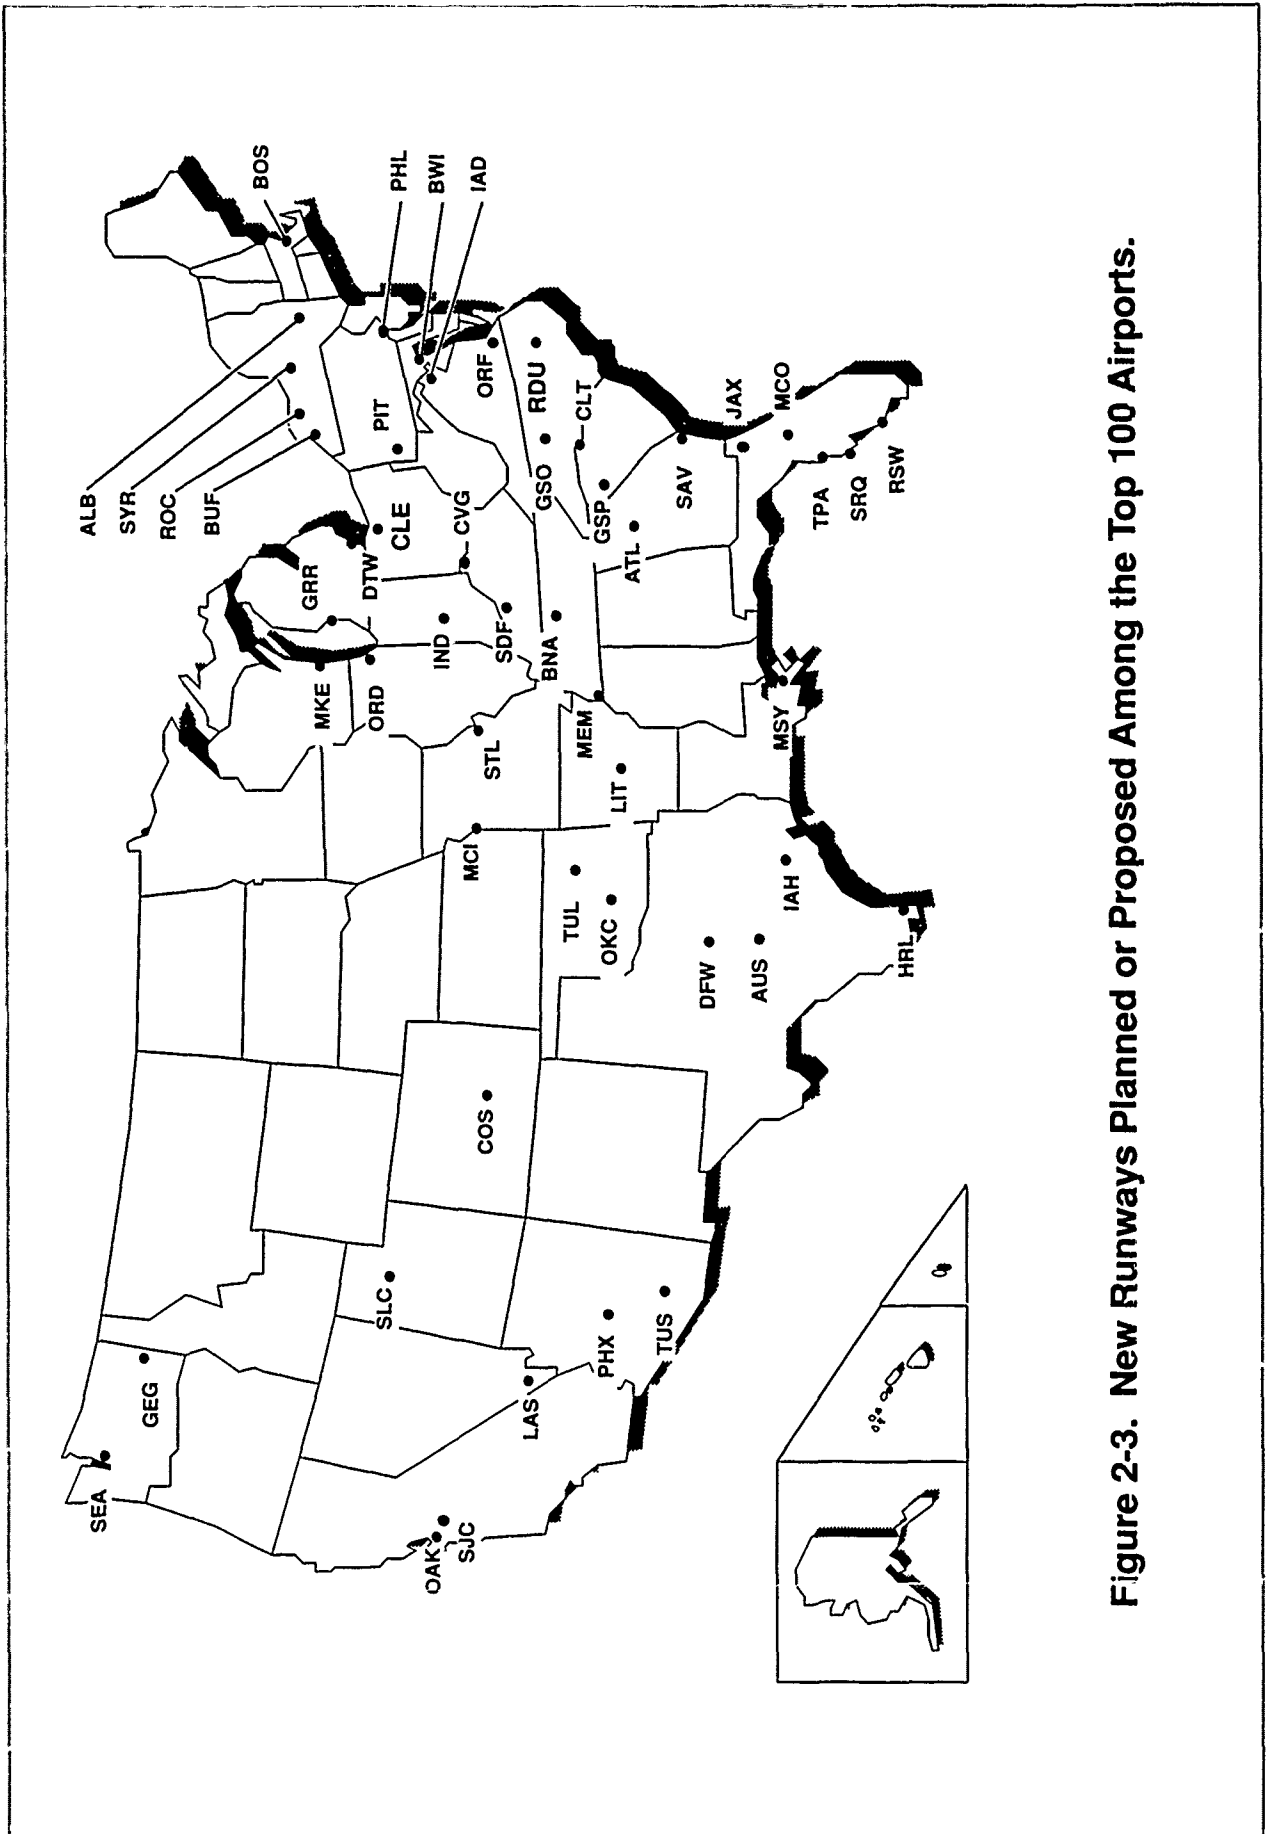 SEA
GEG
OAK
SJC
LAS
SLC
PHX
TUS
COS
DFW
AUS
HRL
IAH
TUL
OKC
MCI
LIT
STL
MEM
MSY
MKE
ORD
GRR
DTW
IND
SDF
BNA
CLE
CVG
ATL
GSP
GSO
CLT
RDU
ORF
PIT
ALB
SYR
ROC
BUF
BOS
PHL
BWI
IAD
SAV
JAX
MCO
TPA
SRQ
RSW
Figure 2-3. New Runways Planned or Proposed Among the Top 100 Airports.